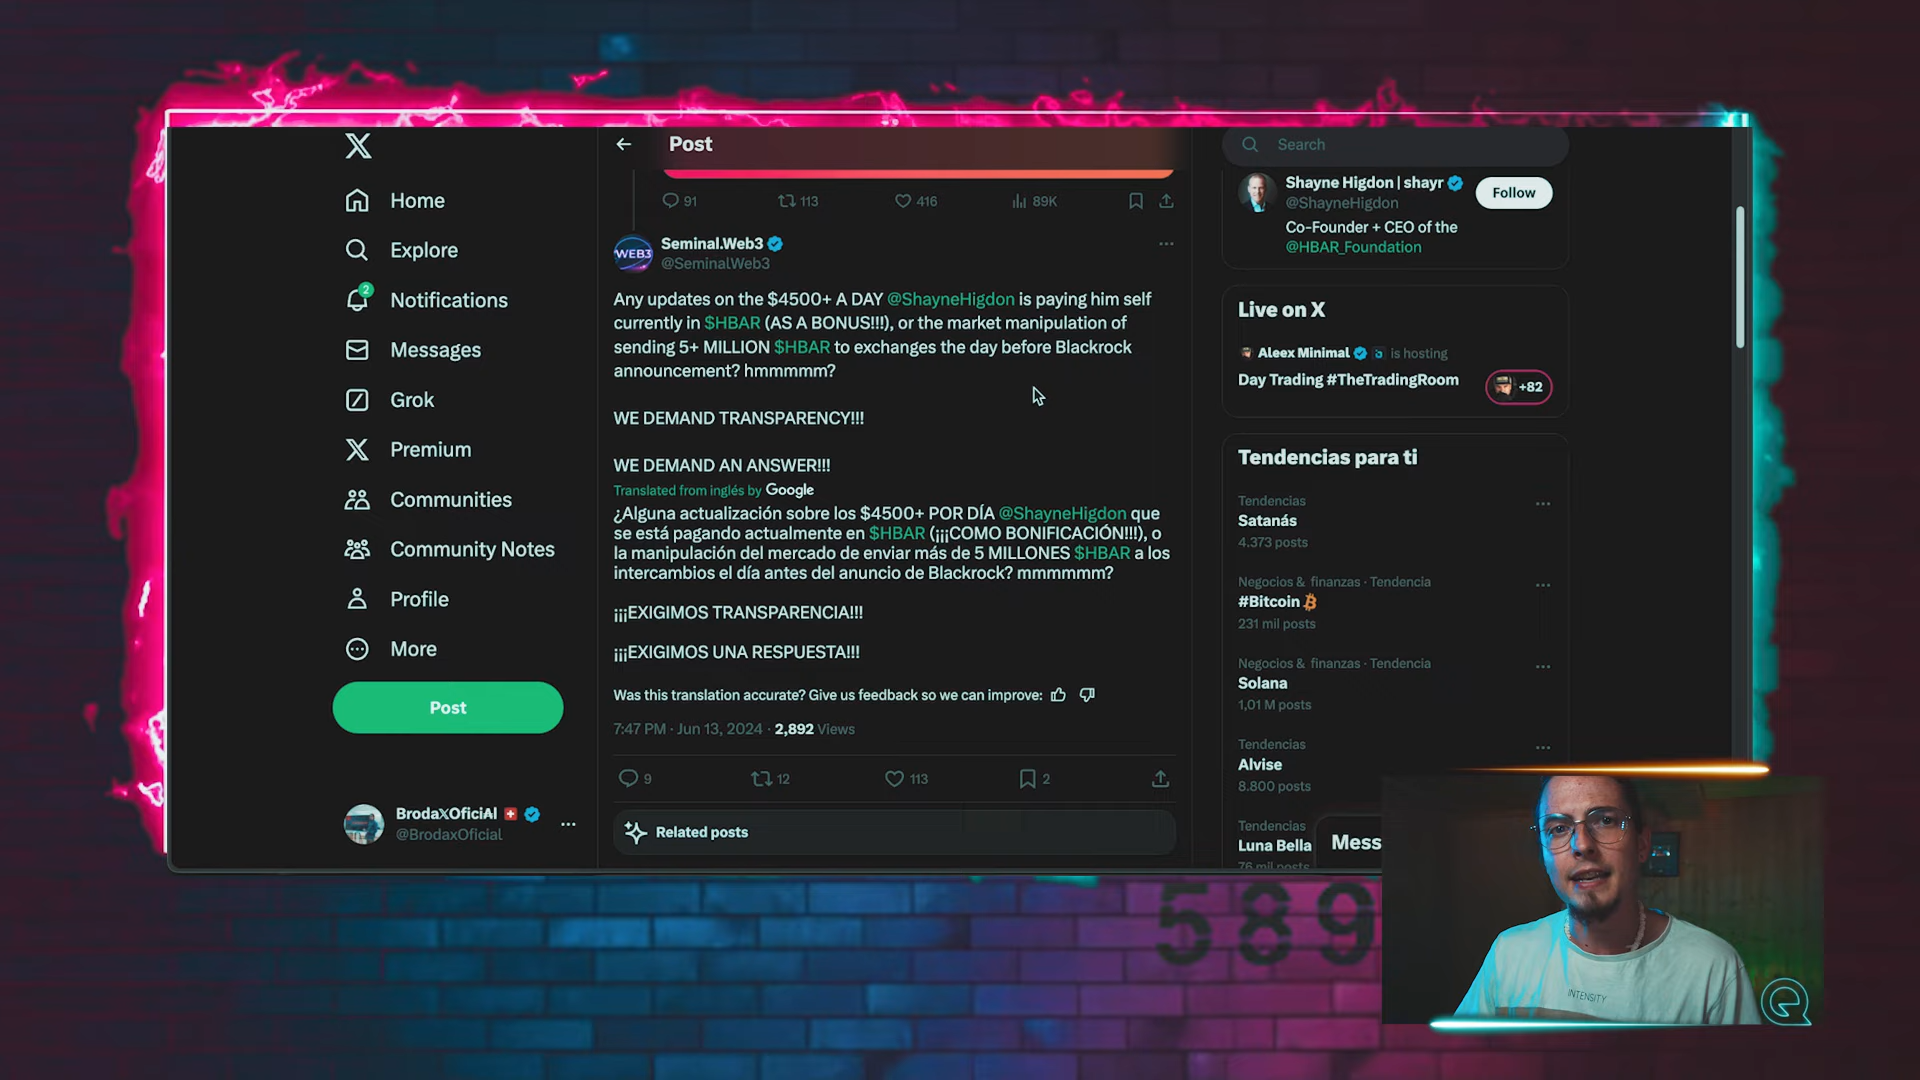 Home
Explore
2
Notifications
Messages
Grok
Premium
Communities
Community Notes
Profile
More
Post
BrodaXOficiAl
@BrodaxOficial
Post
91
113
416
89K
WEB3
Seminal.Web3
@SeminalWeb3
Any updates on the $4500+ A DAY @ShayneHigdon is paying him self
currently in $HBAR (AS A BONUS!!!), or the market manipulation of
sending 5+ MILLION $HBAR to exchanges the day before Blackrock
announcement? hmmmmm?
WE DEMAND TRANSPARENCY!!!
WE DEMAND AN ANSWER!!!
Translated from inglés by Google
¿Alguna actualización sobre los $4500+ POR DÍA @ShayneHigdon que
se está pagando actualmente en $HBAR (¡¡¡COMO BONIFICACIÓN!!!), o
la manipulación del mercado de enviar más de 5 MILLONES $HBAR a los
intercambios el día antes del anuncio de Blackrock? mmmmmm?
¡¡¡EXIGIMOS TRANSPARENCIA!!!
¡¡¡EXIGIMOS UNA RESPUESTA!!!
Was this translation accurate? Give us feedback so we can improve:
7:47 PM · Jun 13, 2024 · 2,892 Views
9
12
113
2
Related posts
Search
Shayne Higdon | shayr
@ShayneHigdon
Follow
Co-Founder + CEO of the
@HBAR_Foundation
Live on X
Aleex Minimal is hosting
Day Trading #TheTradingRoom
+82
Tendencias para ti
Tendencias
Satanás
4.373 posts
Negocios & finanzas · Tendencia
#Bitcoin
231 mil posts
Negocios & finanzas · Tendencia
Solana
1,01 M posts
Tendencias
Alvise
8.800 posts
Tendencias
Luna Bella
76 mil posts
Mess
589
INTENSITY